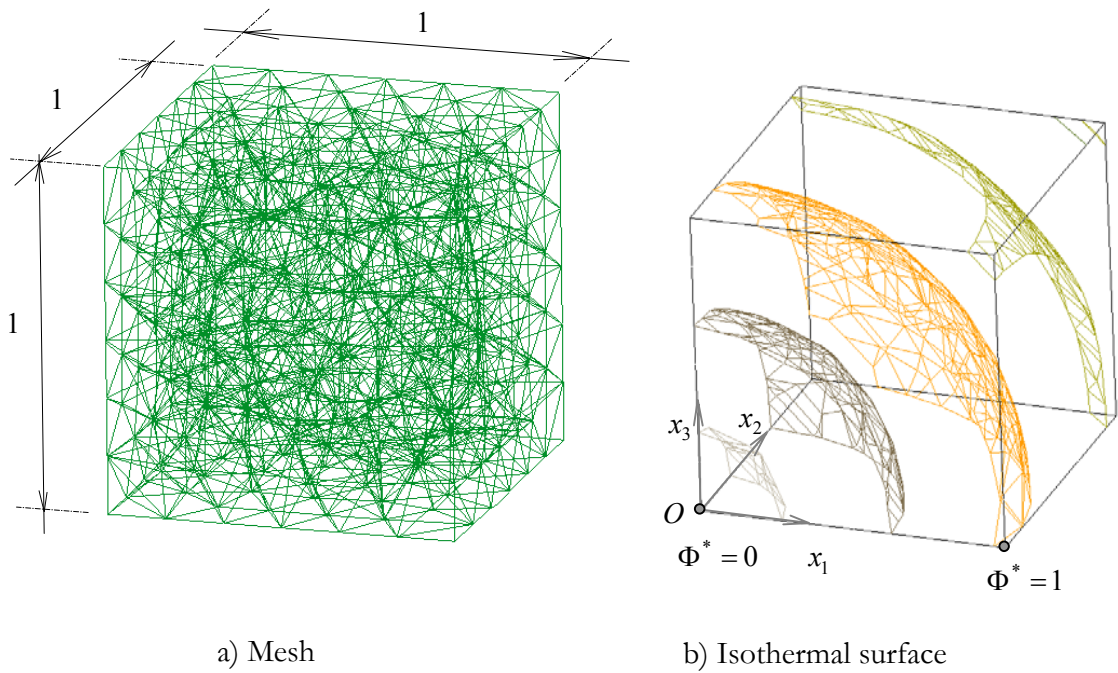 1
1
1
x₃
x₂
O
Φ* = 0
x₁
Φ* = 1
a) Mesh
b) Isothermal surface